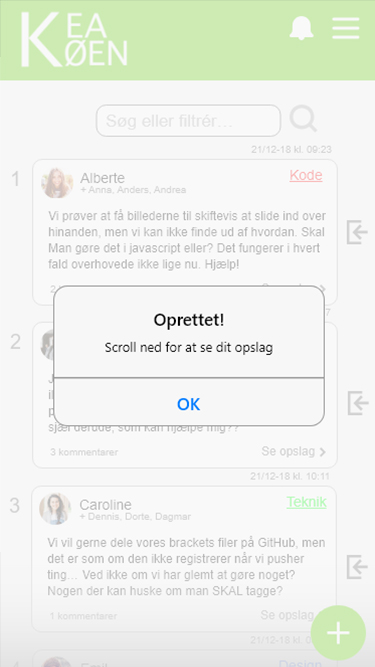 KEA
KØEN
Søg eller filtrér...
21/12-18 kl. 09:23
1
Alberte
Kode
+ Anna, Anders, Andrea
Vi prøver at få billederne til skiftevis at slide ind over
hinanden, men vi kan ikke finde ud af hvordan. Skal
Man gøre det i javascript eller? Det fungerer i hvert
fald overhovede ikke lige nu. Hjælp!
Oprettet!
Scroll ned for at se dit opslag
OK
2
sjæl derude, som kan hjælpe mig??
3 kommentarer
Se opslag
21/12-18 kl. 10:11
3
Caroline
Teknik
+ Dennis, Dorte, Dagmar
Vi vil gerne dele vores brackets filer på GitHub, men
det er som om den ikke registrerer når vi pusher
ting... Ved ikke om vi har glemt at gøre noget?
Nogen der kan huske om man SKAL tagge?
1 kommentarer
Se opslag
21/12-18 kl.
4
Design